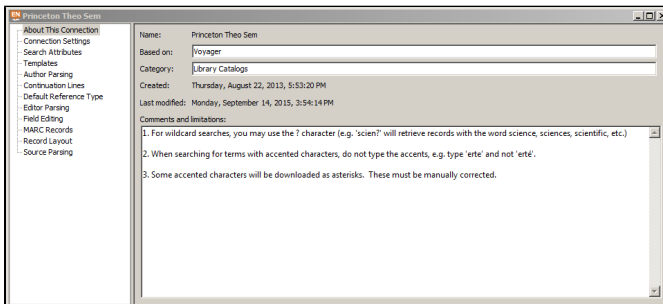 EN Princeton Theo Sem
About This Connection
Connection Settings
Search Attributes
Templates
Author Parsing
Continuation Lines
Default Reference Type
Editor Parsing
Field Editing
MARC Records
Record Layout
Source Parsing
Name: Princeton Theo Sem
Based on: Voyager
Category: Library Catalogs
Created: Thursday, August 22, 2013, 5:53:20 PM
Last modified: Monday, September 14, 2015, 3:54:14 PM
Comments and limitations:
1. For wildcard searches, you may use the ? character (e.g. 'scien?' will retrieve records with the word science, sciences, scientific, etc.)
2. When searching for terms with accented characters, do not type the accents, e.g. type 'erte' and not 'erté'.
3. Some accented characters will be downloaded as asterisks.  These must be manually corrected.